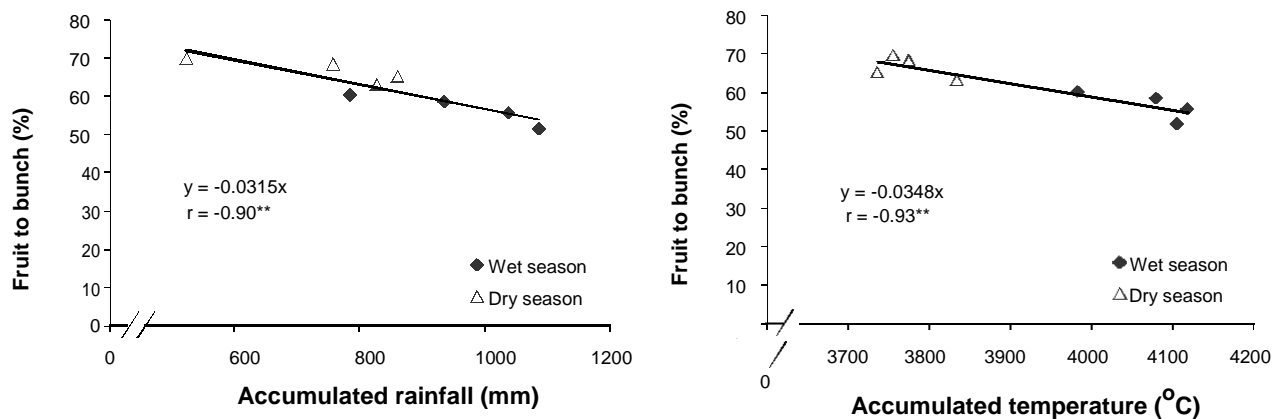 80
70
60
50
40
30
20
10
0
Fruit to bunch (%)
y = -0.0315x
r = -0.90**
Wet season
Dry season
0 600 800 1000 1200
Accumulated rainfall (mm)
80
70
60
50
40
30
20
10
Fruit to bunch (%)
y = -0.0348x
r = -0.93**
Wet season
Dry season
0 3700 3800 3900 4000 4100 4200
Accumulated temperature (°C)